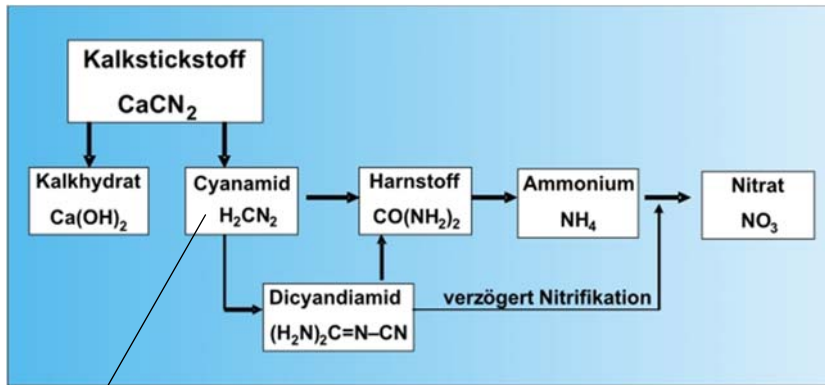 Kalkstickstoff
CaCN₂
Kalkhydrat
Ca(OH)₂
Cyanamid
H₂CN₂
Harnstoff
CO(NH₂)₂
Ammonium
NH₄
Nitrat
NO₃
Dicyandiamid
(H₂N)₂C=N–CN
verzögert Nitrifikation